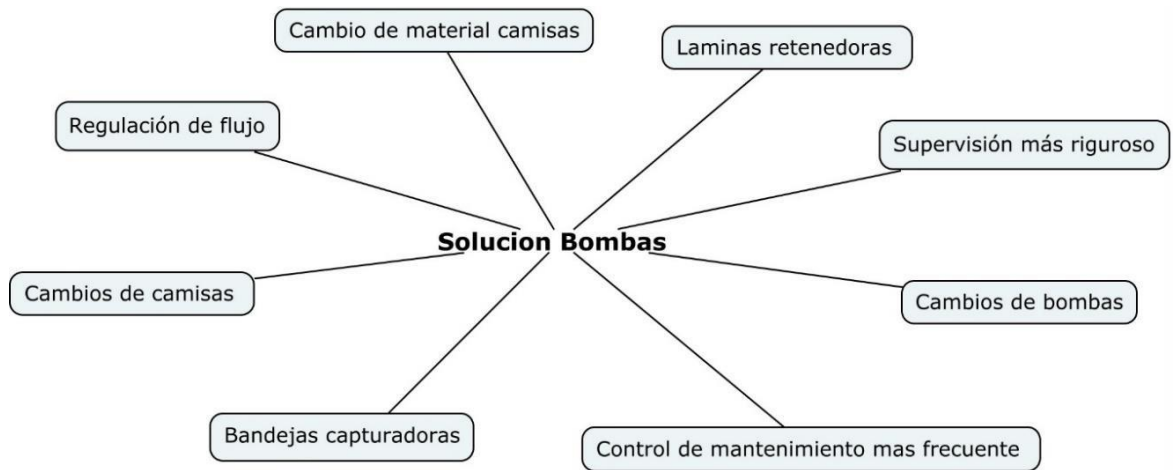 Cambio de material camisas
Laminas retenedoras
Regulación de flujo
Supervisión más riguroso
Solucion Bombas
Cambios de camisas
Cambios de bombas
Bandejas capturadoras
Control de mantenimiento mas frecuente